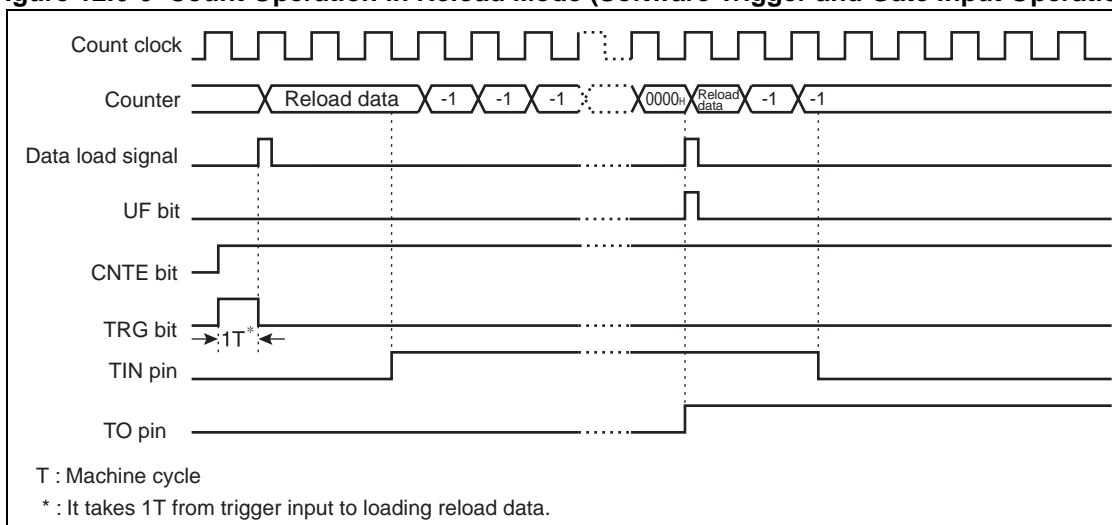 Figure 12.6-6 Count Operation in Reload Mode (Software Trigger and Gate Input Operation)
Count clock
Counter Reload data -1 -1 -1 0000H Reload data -1 -1
Data load signal
UF bit
CNTE bit
TRG bit
1T*
TIN pin
TO pin
T : Machine cycle
* : It takes 1T from trigger input to loading reload data.